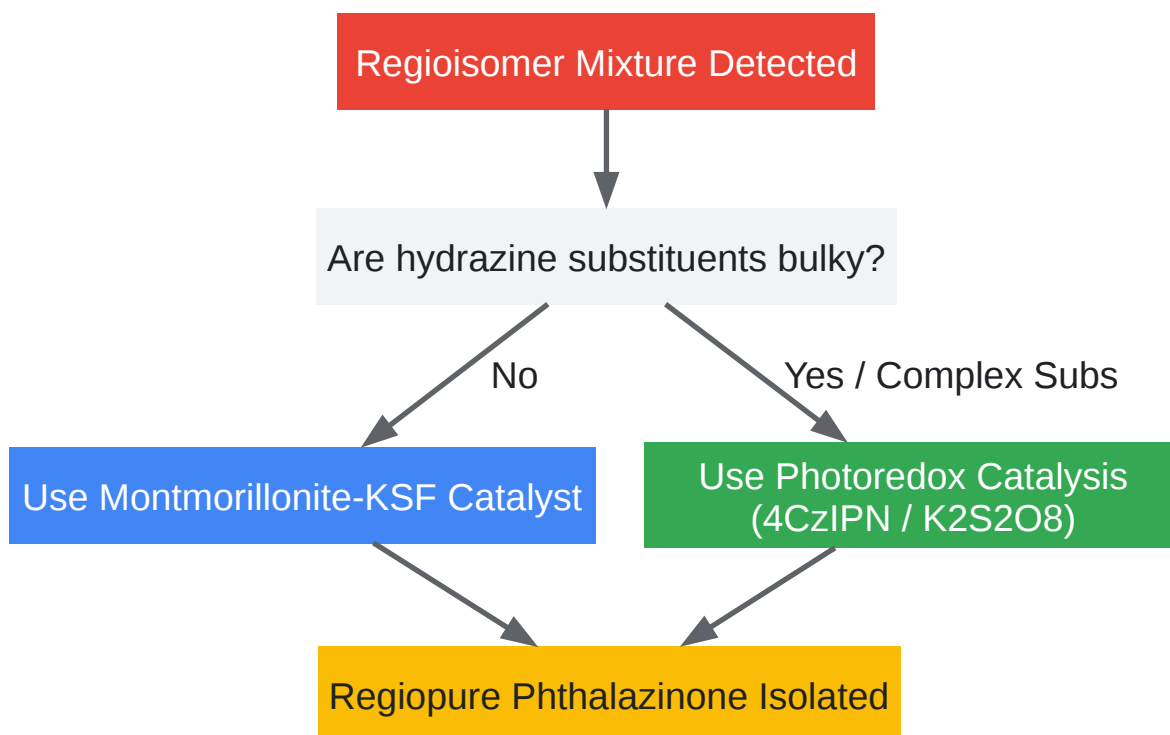 Regioisomer Mixture Detected
Are hydrazine substituents bulky?
No
Yes / Complex Subs
Use Montmorillonite-KSF Catalyst
Use Photoredox Catalysis
(4CzIPN / K2S2O8)
Regiopure Phthalazinone Isolated